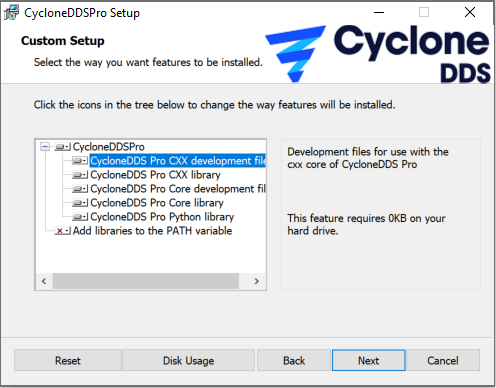 CycloneDDSPro Setup
Custom Setup
Select the way you want features to be installed.
Cyclone
DDS
Click the icons in the tree below to change the way features will be installed.
CycloneDDSPro
CycloneDDS Pro CXX development file
CycloneDDS Pro CXX library
CycloneDDS Pro Core development fil
CycloneDDS Pro Core library
CycloneDDS Pro Python library
Add libraries to the PATH variable
Development files for use with the
cxx core of CycloneDDS Pro
This feature requires 0KB on your
hard drive.
Reset
Disk Usage
Back
Next
Cancel